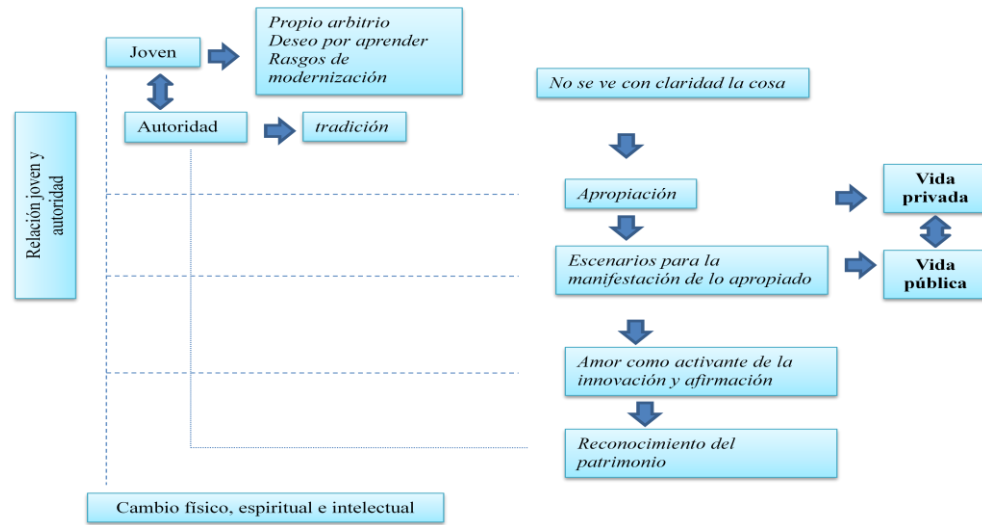 Joven
Propio arbitrio
Deseo por aprender
Rasgos de
modernización
Autoridad
tradición
Relación joven y
autoridad
No se ve con claridad la cosa
Apropiación
Vida
privada
Escenarios para la
manifestación de lo apropiado
Vida
pública
Amor como activante de la
innovación y afirmación
Reconocimiento del
patrimonio
Cambio físico, espiritual e intelectual